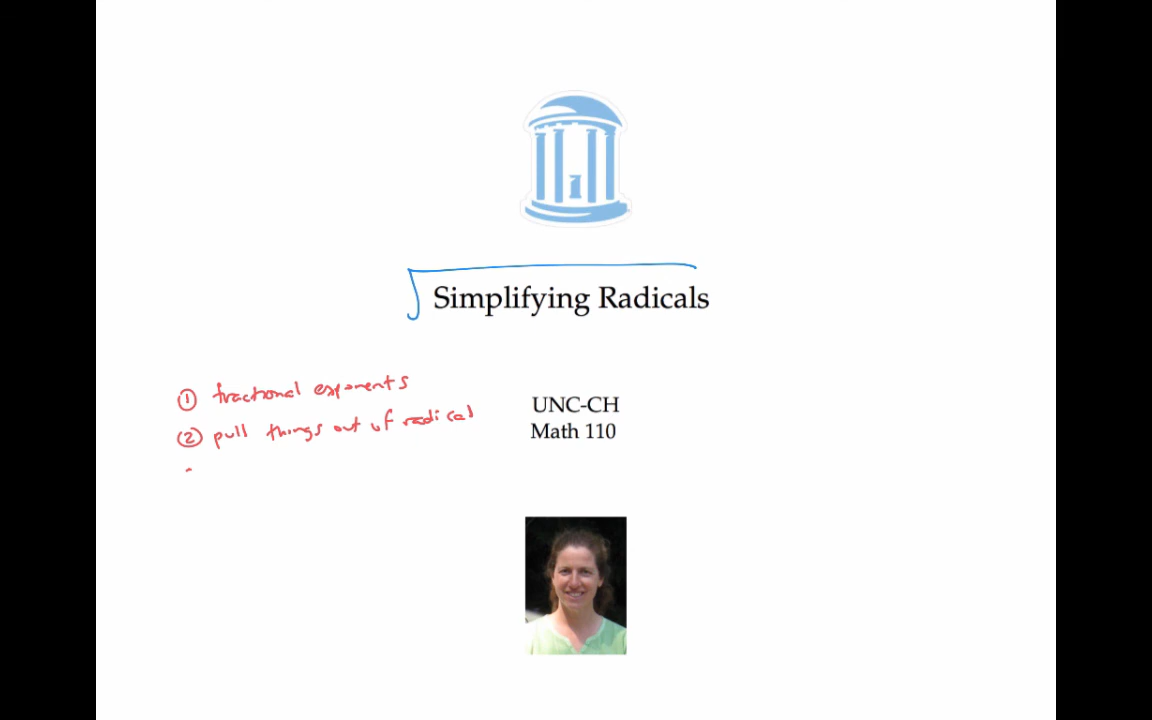 Simplifying Radicals
① fractional exponents
② pull things out of radical
UNC-CH
Math 110